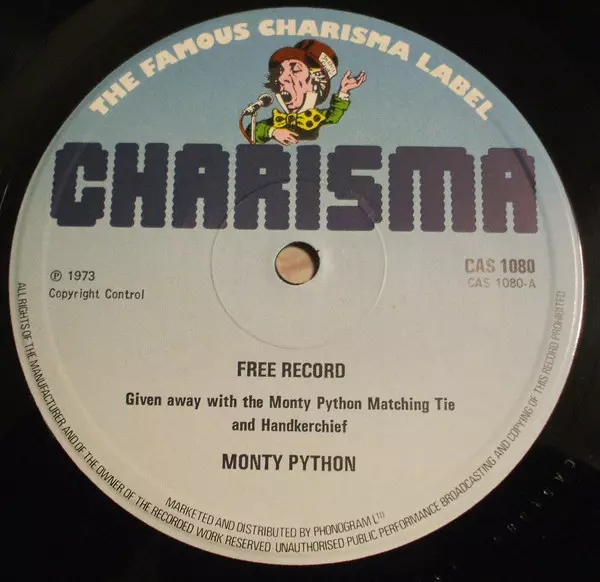 THE FAMOUS CHARISMA LABEL
CHARISMA
℗ 1973
Copyright Control
CAS 1080
CAS 1080-A
FREE RECORD
Given away with the Monty Python Matching Tie
and Handkerchief
MONTY PYTHON
ALL RIGHTS OF THE MANUFACTURER AND OF THE OWNER OF THE RECORDED WORK RESERVED. UNAUTHORISED PUBLIC PERFORMANCE BROADCASTING AND COPYING OF THIS RECORD PROHIBITED
MARKETED AND DISTRIBUTED BY PHONOGRAM LTD